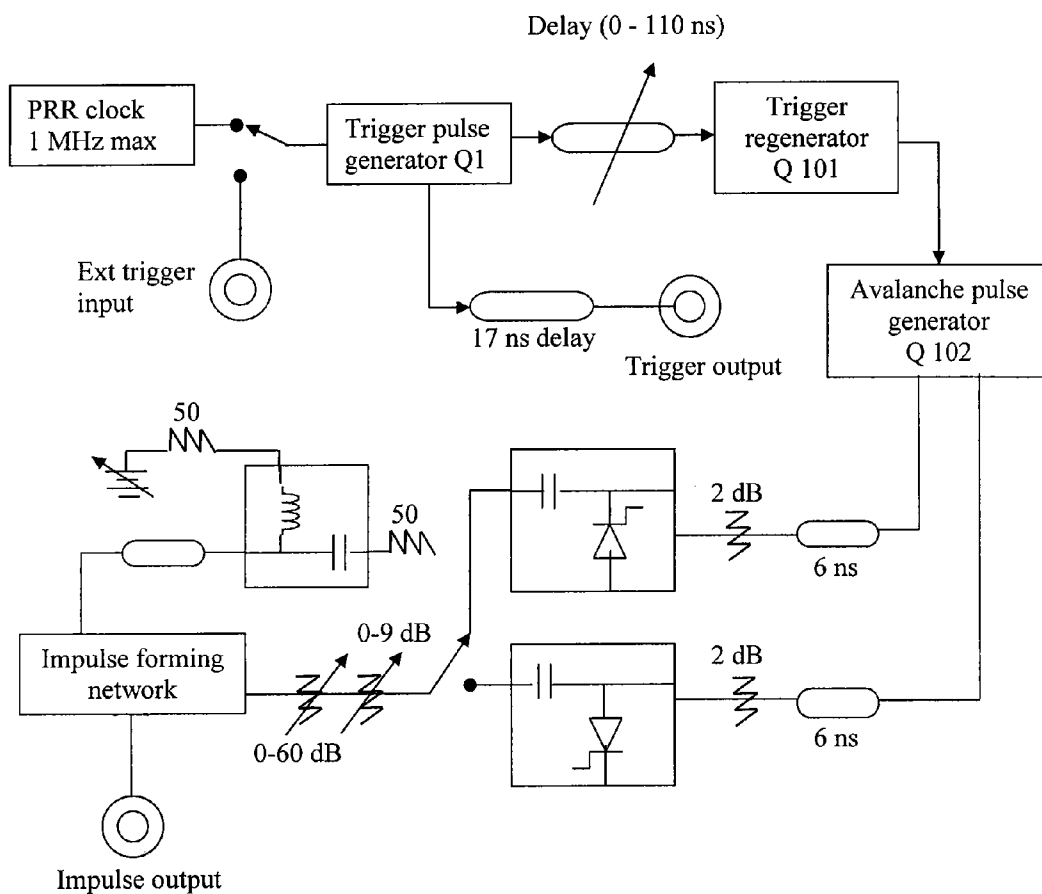 Delay (0 - 110 ns)
PRR clock
1 MHz max
Trigger pulse
generator Q1
Trigger
regenerator
Q 101
Ext trigger
input
17 ns delay
Trigger output
Avalanche pulse
generator
Q 102
50
50
2 dB
6 ns
0-9 dB
Impulse forming
network
0-60 dB
2 dB
6 ns
Impulse output